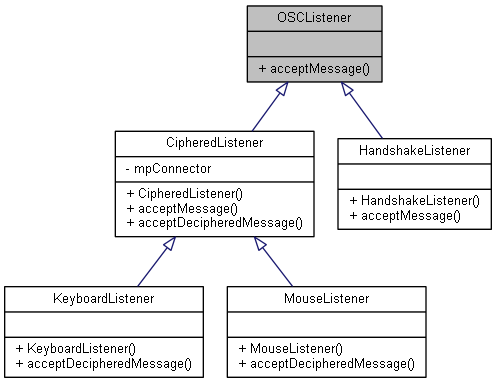 OSCListener
+ acceptMessage()
CipheredListener
- mpConnector
+ CipheredListener()
+ acceptMessage()
+ acceptDecipheredMessage()
HandshakeListener
+ HandshakeListener()
+ acceptMessage()
KeyboardListener
+ KeyboardListener()
+ acceptDecipheredMessage()
MouseListener
+ MouseListener()
+ acceptDecipheredMessage()